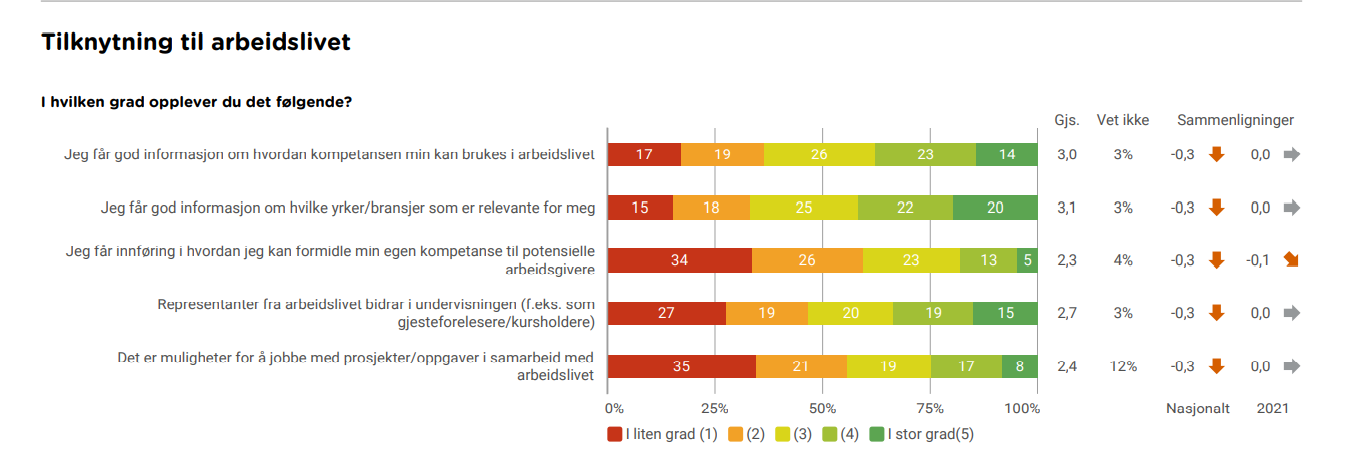 Tilknytning til arbeidslivet
I hvilken grad opplever du det følgende?
Gjs. Vet ikke Sammenligninger
Jeg får god informasjon om hvordan kompetansen min kan brukes i arbeidslivet 17 19 26 23 14 3,0 3% -0,3 0,0
Jeg får god informasjon om hvilke yrker/bransjer som er relevante for meg 15 18 25 22 20 3,1 3% -0,3 0,0
Jeg får innføring i hvordan jeg kan formidle min egen kompetanse til potensielle
arbeidsgivere 34 26 23 13 5 2,3 4% -0,3 -0,1
Representanter fra arbeidslivet bidrar i undervisningen (f.eks. som
gjesteforelesere/kursholdere) 27 19 20 19 15 2,7 3% -0,3 0,0
Det er muligheter for å jobbe med prosjekter/oppgaver i samarbeid med
arbeidslivet 35 21 19 17 8 2,4 12% -0,3 0,0
0% 25% 50% 75% 100% Nasjonalt 2021
I liten grad (1) (2) (3) (4) I stor grad(5)